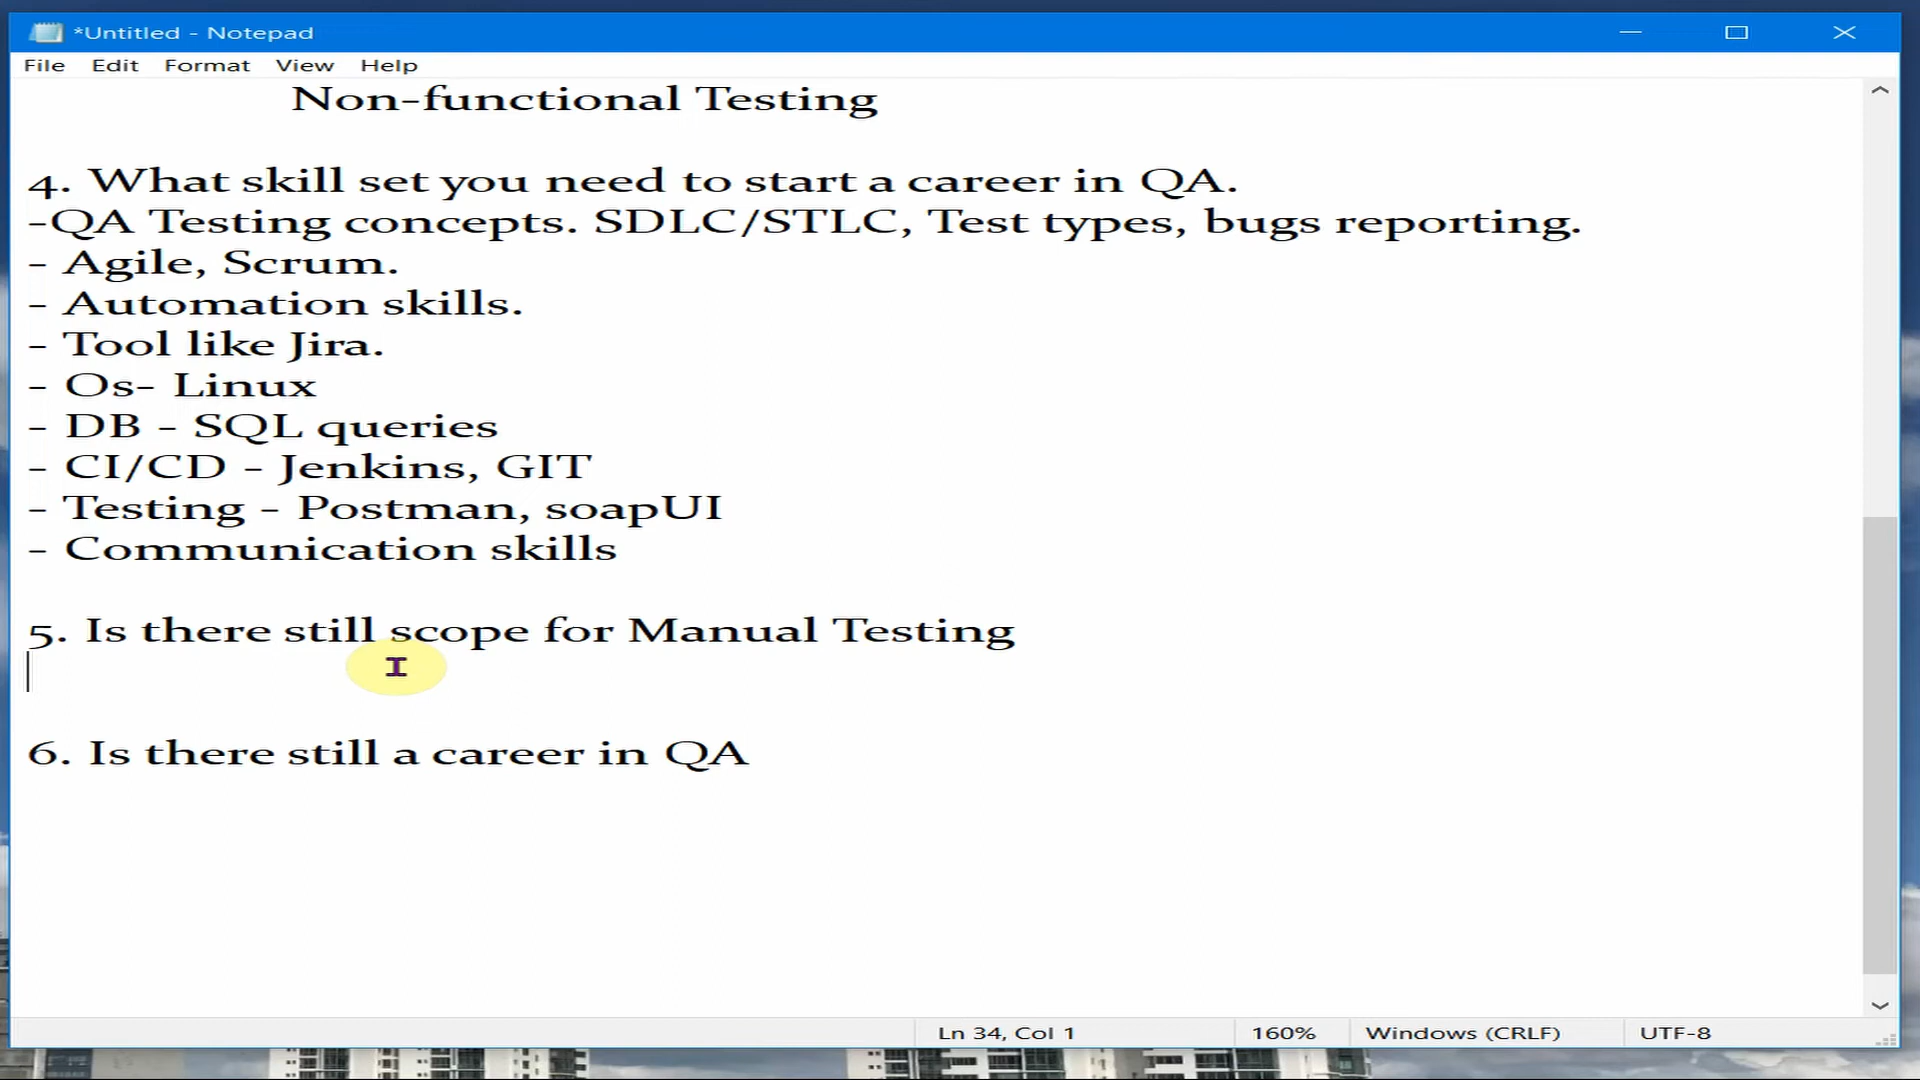 *Untitled - Notepad
File Edit Format View Help
Non-functional Testing
4. What skill set you need to start a career in QA.
-QA Testing concepts. SDLC/STLC, Test types, bugs reporting.
- Agile, Scrum.
- Automation skills.
- Tool like Jira.
- Os- Linux
- DB - SQL queries
- CI/CD - Jenkins, GIT
- Testing - Postman, soapUI
- Communication skills
5. Is there still scope for Manual Testing
6. Is there still a career in QA
Ln 34, Col 1 160% Windows (CRLF) UTF-8